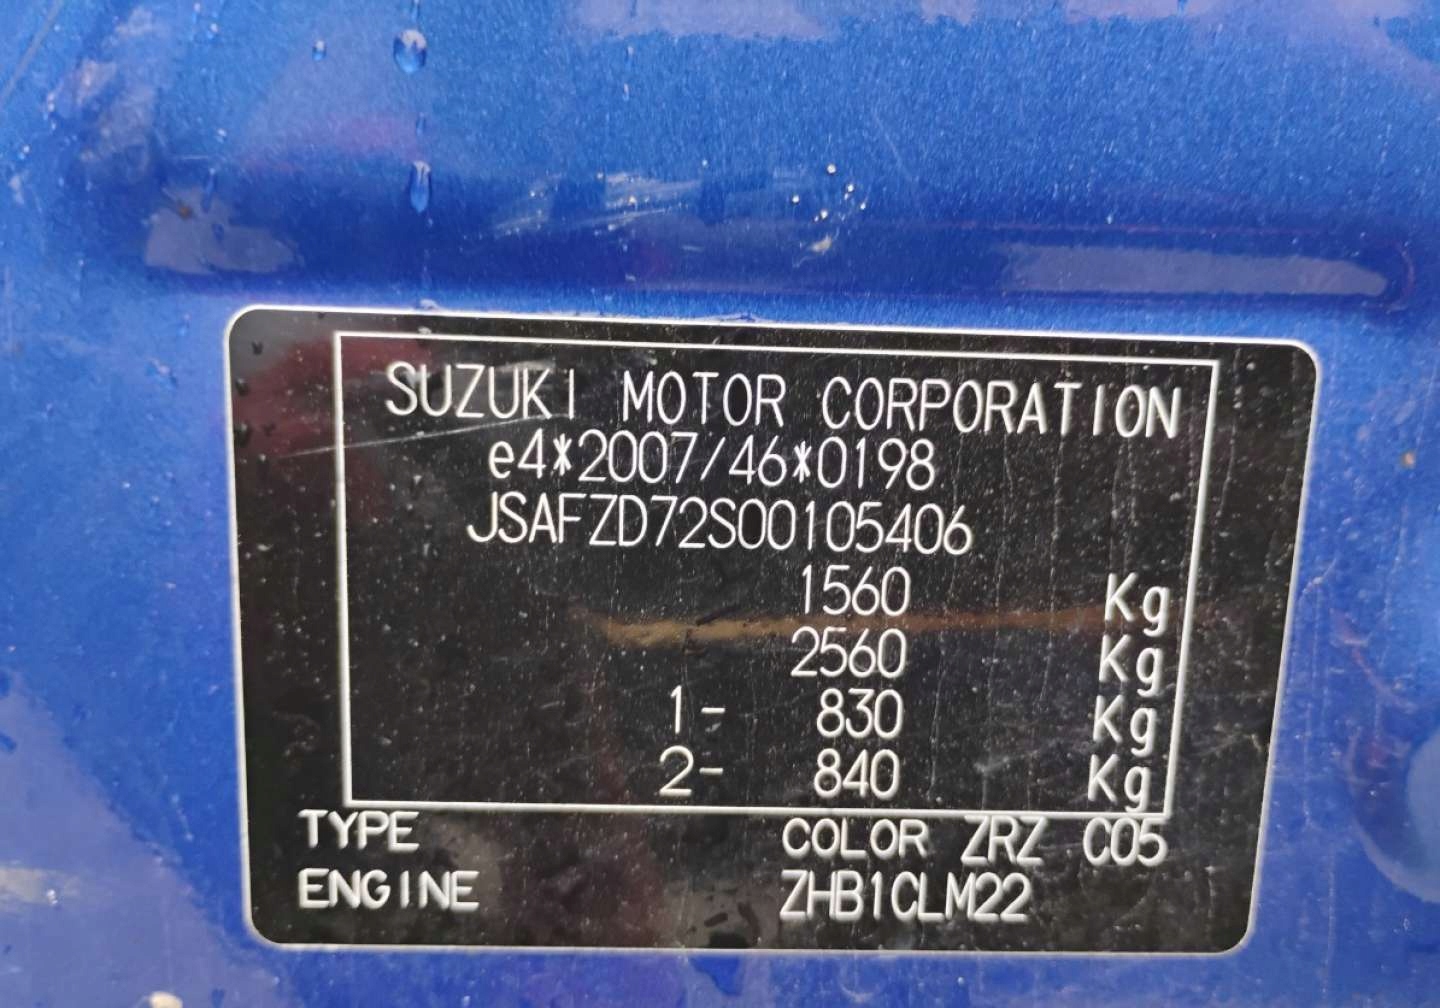 SUZUKI MOTOR CORPORATION
e4*2007/46*0198
JSAFZD72S00105406
1560 Kg
2560 Kg
1- 830 Kg
2- 840 Kg
TYPE COLOR ZRZ C05
ENGINE ZHB1CLM22